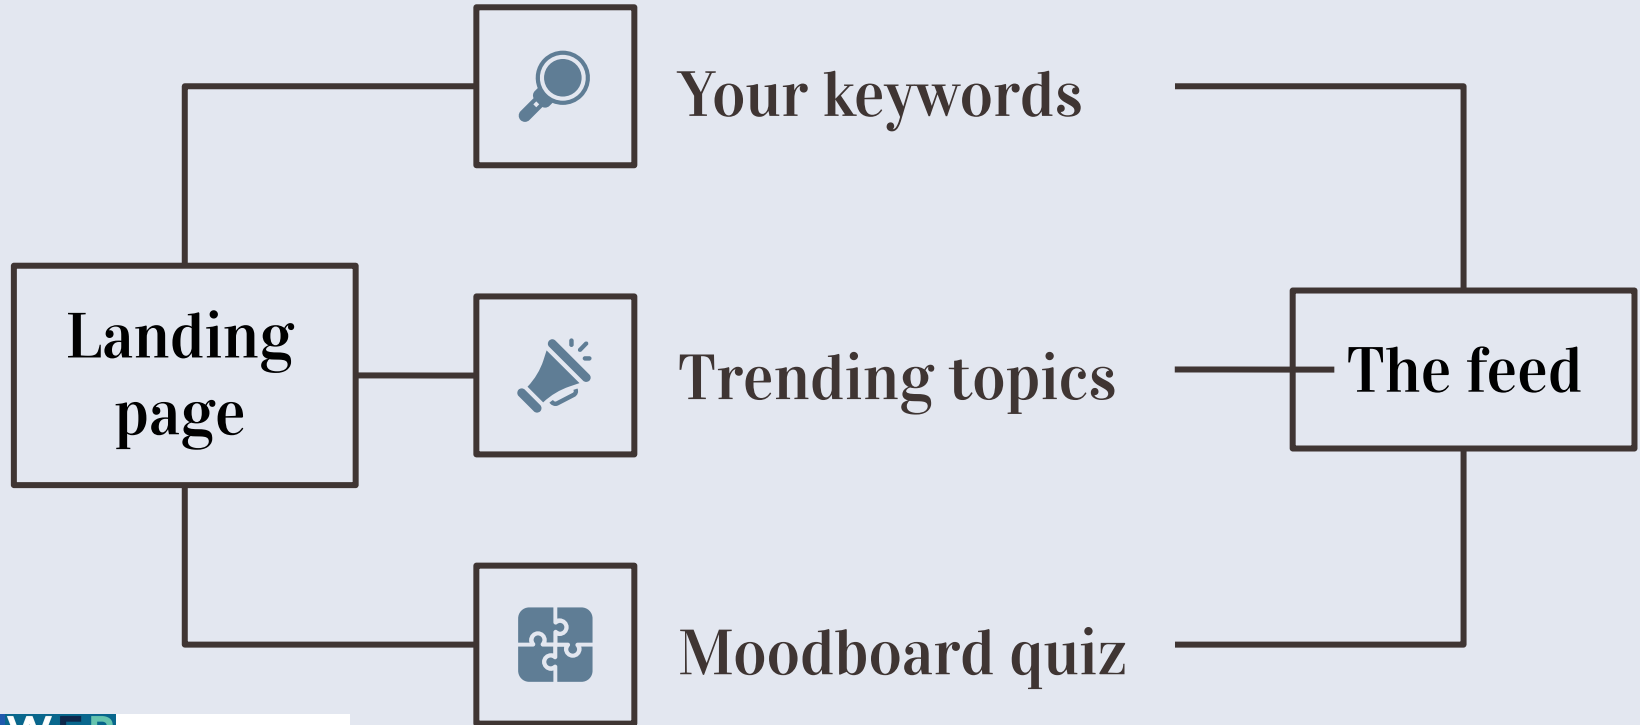 Your keywords
Landing
page
Trending topics
The feed
Moodboard quiz